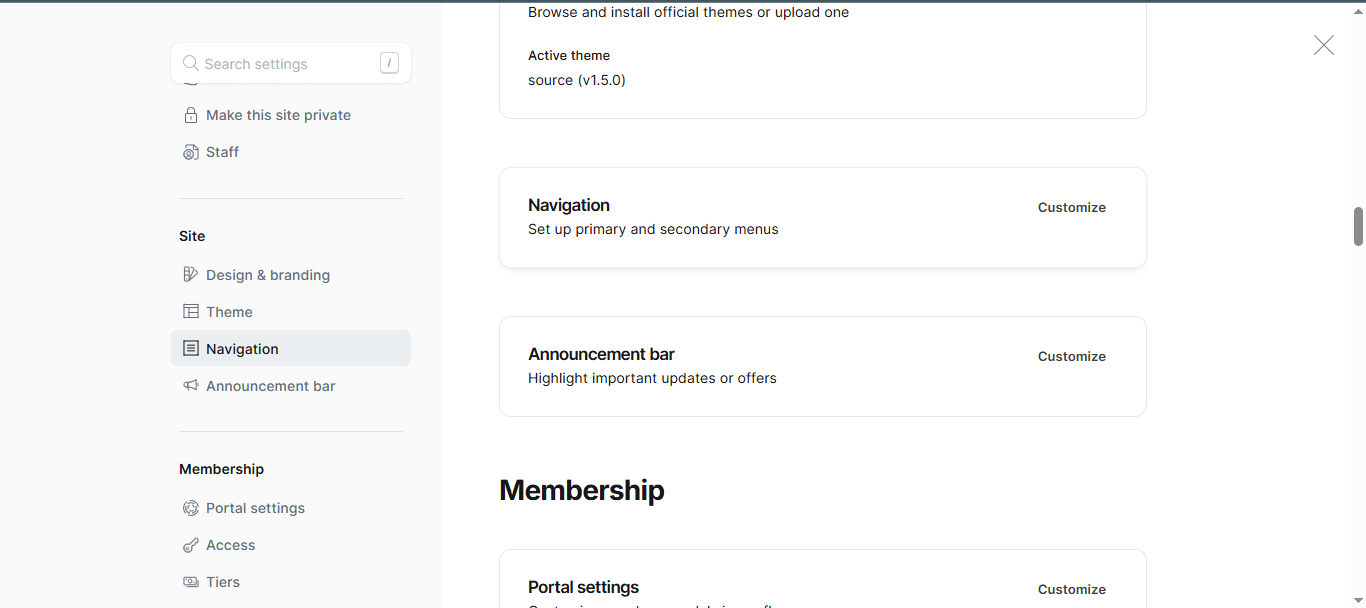 Search settings /
Make this site private
Staff
Site
Design & branding
Theme
Navigation
Announcement bar
Membership
Portal settings
Access
Tiers
Browse and install official themes or upload one
Active theme
source (v1.5.0)
Navigation
Customize
Set up primary and secondary menus
Announcement bar
Customize
Highlight important updates or offers
Membership
Portal settings
Customize